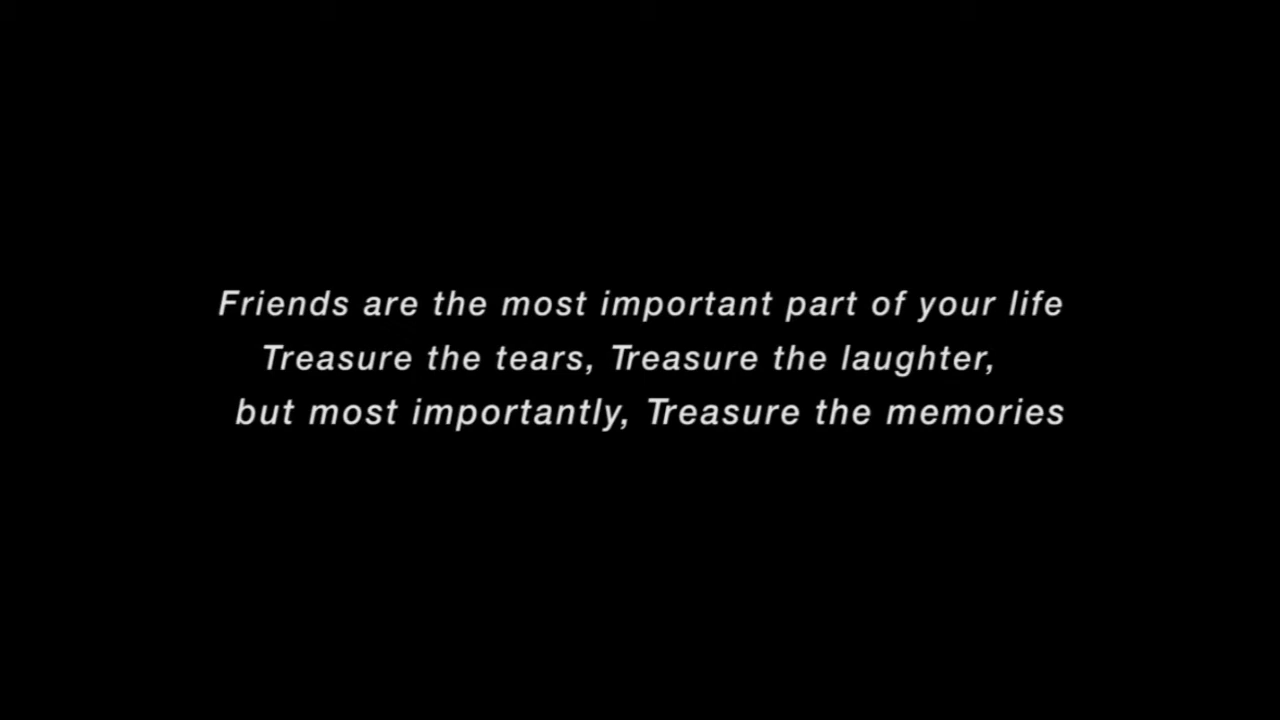 Friends are the most important part of your life
Treasure the tears, Treasure the laughter,
but most importantly, Treasure the memories